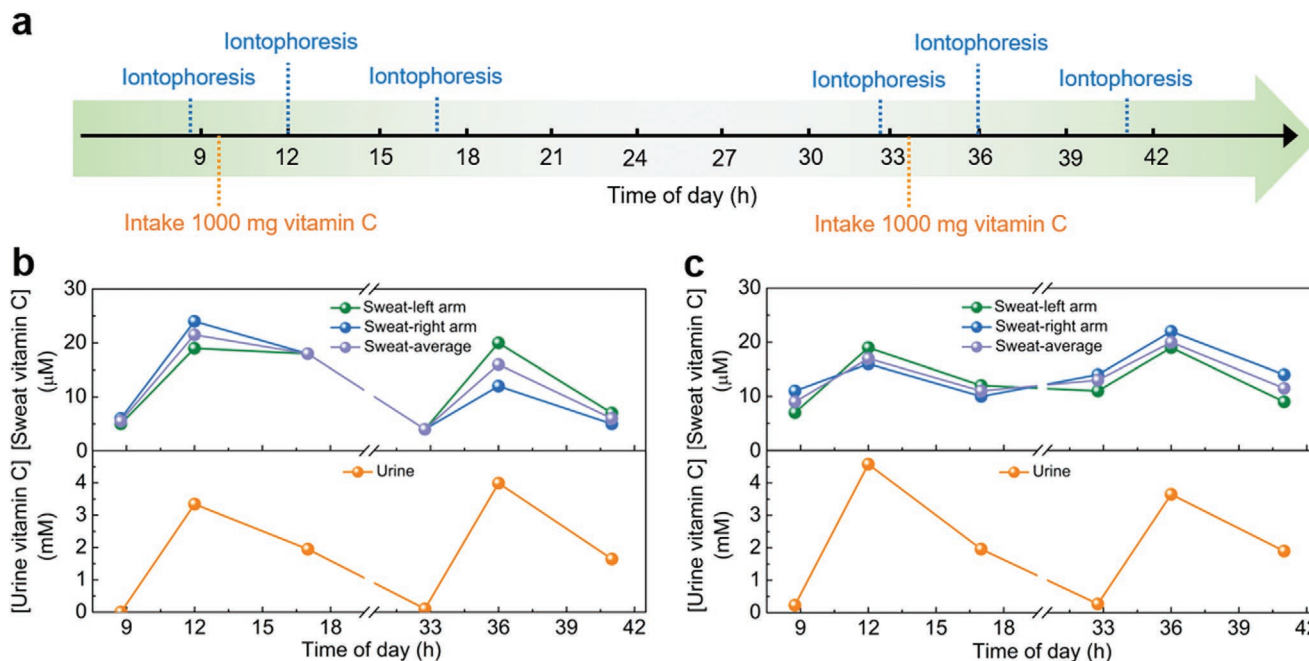 a
Iontophoresis
Iontophoresis
Iontophoresis
Iontophoresis
Iontophoresis
Iontophoresis
9 12 15 18 21 24 27 30 33 36 39 42
Time of day (h)
Intake 1000 mg vitamin C
Intake 1000 mg vitamin C
b
[Sweat vitamin C]
(μM)
30
20
10
0
Sweat-left arm
Sweat-right arm
Sweat-average
[Urine vitamin C]
(mM)
4
3
2
1
0
Urine
9 12 15 18 33 36 39 42
Time of day (h)
c
[Sweat vitamin C]
(μM)
30
20
10
0
Sweat-left arm
Sweat-right arm
Sweat-average
[Urine vitamin C]
(mM)
4
3
2
1
0
Urine
9 12 15 18 33 36 39 42
Time of day (h)